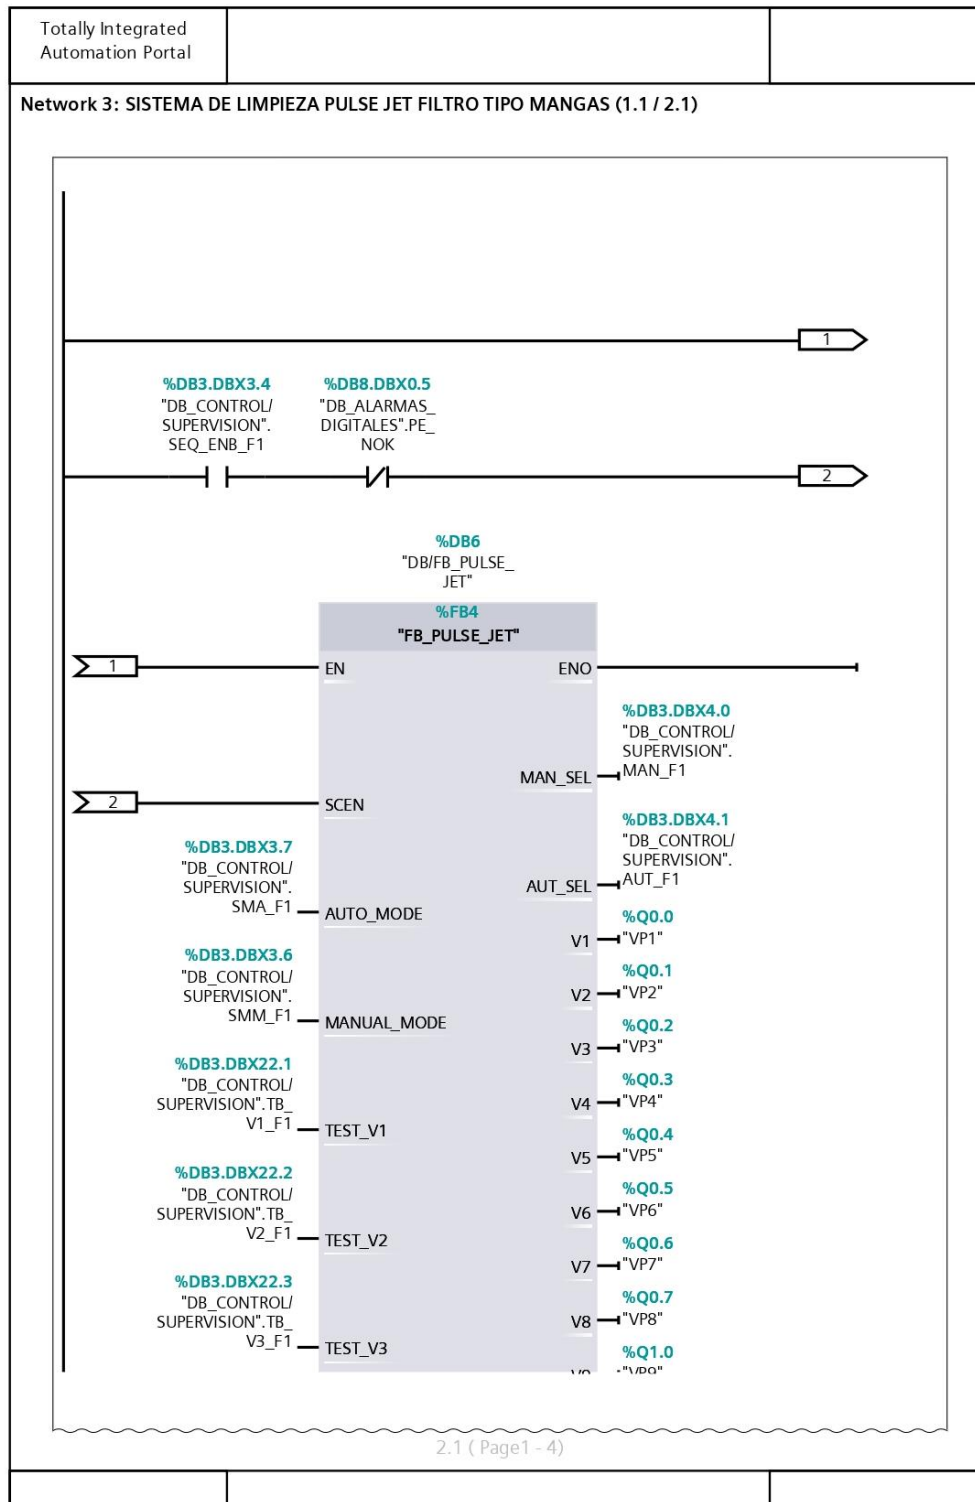 Totally Integrated
Automation Portal
Network 3: SISTEMA DE LIMPIEZA PULSE JET FILTRO TIPO MANGAS (1.1 / 2.1)
1
%DB3.DBX3.4
"DB_CONTROL/
SUPERVISION".
SEQ_ENB_F1
%DB8.DBX0.5
"DB_ALARMAS_
DIGITALES".PE_
NOK
2
%DB6
"DB/FB_PULSE_
JET"
%FB4
"FB_PULSE_JET"
1
EN
ENO
%DB3.DBX4.0
"DB_CONTROL/
SUPERVISION".
MAN_F1
MAN_SEL
2
SCEN
%DB3.DBX4.1
"DB_CONTROL/
SUPERVISION".
AUT_F1
AUT_SEL
%DB3.DBX3.7
"DB_CONTROL/
SUPERVISION".
SMA_F1
AUTO_MODE
%Q0.0
V1
"VP1"
%DB3.DBX3.6
"DB_CONTROL/
SUPERVISION".
SMM_F1
MANUAL_MODE
%Q0.1
V2
"VP2"
%Q0.2
V3
"VP3"
%DB3.DBX22.1
"DB_CONTROL/
SUPERVISION".TB_
V1_F1
TEST_V1
%Q0.3
V4
"VP4"
%Q0.4
V5
"VP5"
%DB3.DBX22.2
"DB_CONTROL/
SUPERVISION".TB_
V2_F1
TEST_V2
%Q0.5
V6
"VP6"
%Q0.6
V7
"VP7"
%DB3.DBX22.3
"DB_CONTROL/
SUPERVISION".TB_
V3_F1
TEST_V3
%Q0.7
V8
"VP8"
%Q1.0
V9
"VP9"
2.1 ( Page1 - 4)